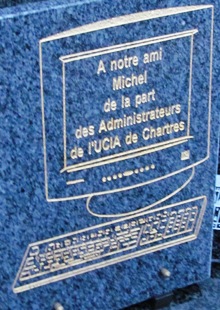 A notre ami
Michel
de la part
des Administrateurs
de l'UCIA de Chartres